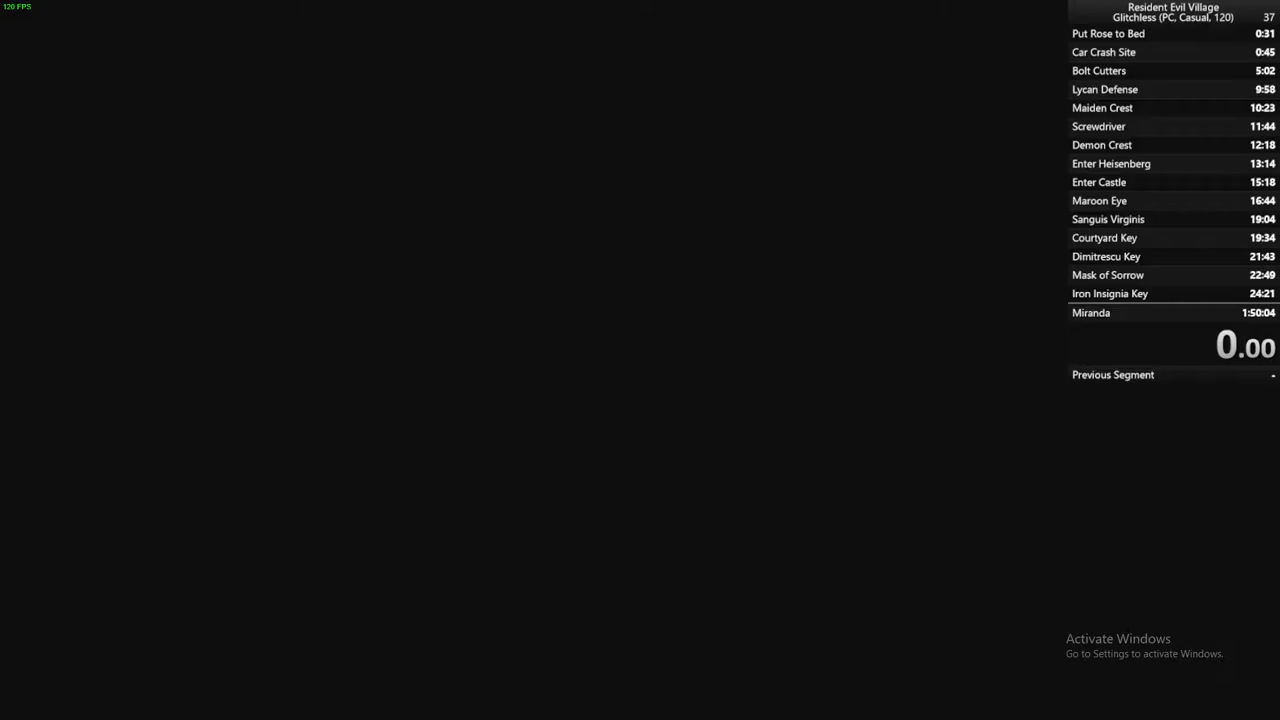 120 FPS
Resident Evil Village
Glitchless (PC, Casual, 120) 37
Put Rose to Bed 0:31
Car Crash Site 0:45
Bolt Cutters 5:02
Lycan Defense 9:58
Maiden Crest 10:23
Screwdriver 11:44
Demon Crest 12:18
Enter Heisenberg 13:14
Enter Castle 15:18
Maroon Eye 16:44
Sanguis Virginis 19:04
Courtyard Key 19:34
Dimitrescu Key 21:43
Mask of Sorrow 22:49
Iron Insignia Key 24:21
Miranda 1:50:04
0.00
Previous Segment -
Activate Windows
Go to Settings to activate Windows.